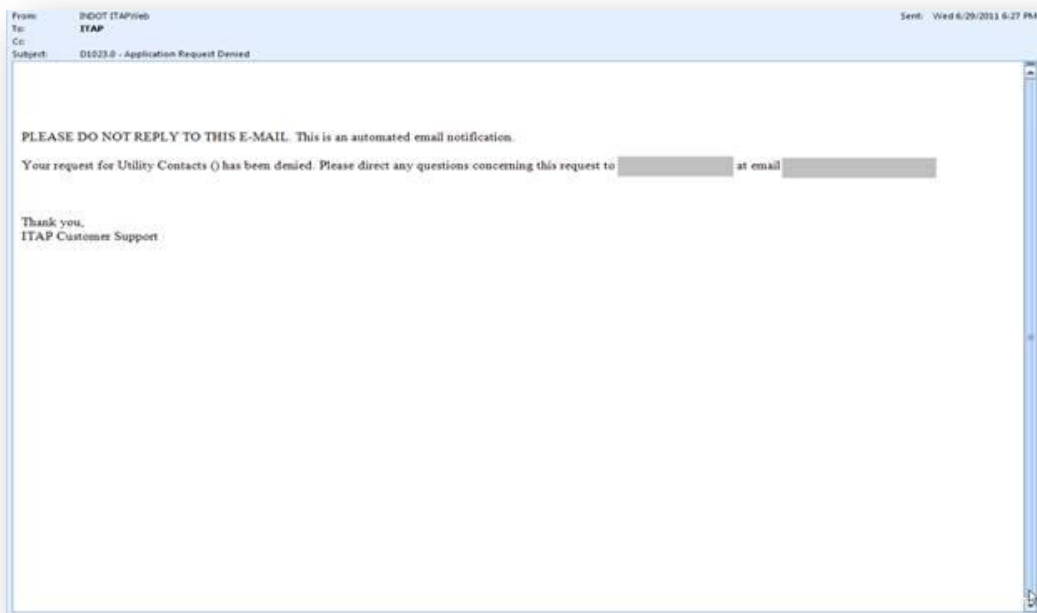 From: INDOT ITAPWeb Sent: Wed 6/29/2011 6:27 PM
To: ITAP
Cc:
Subject: D1023.0 - Application Request Denied
PLEASE DO NOT REPLY TO THIS E-MAIL. This is an automated email notification.
Your request for Utility Contacts () has been denied. Please direct any questions concerning this request to at email
Thank you,
ITAP Customer Support